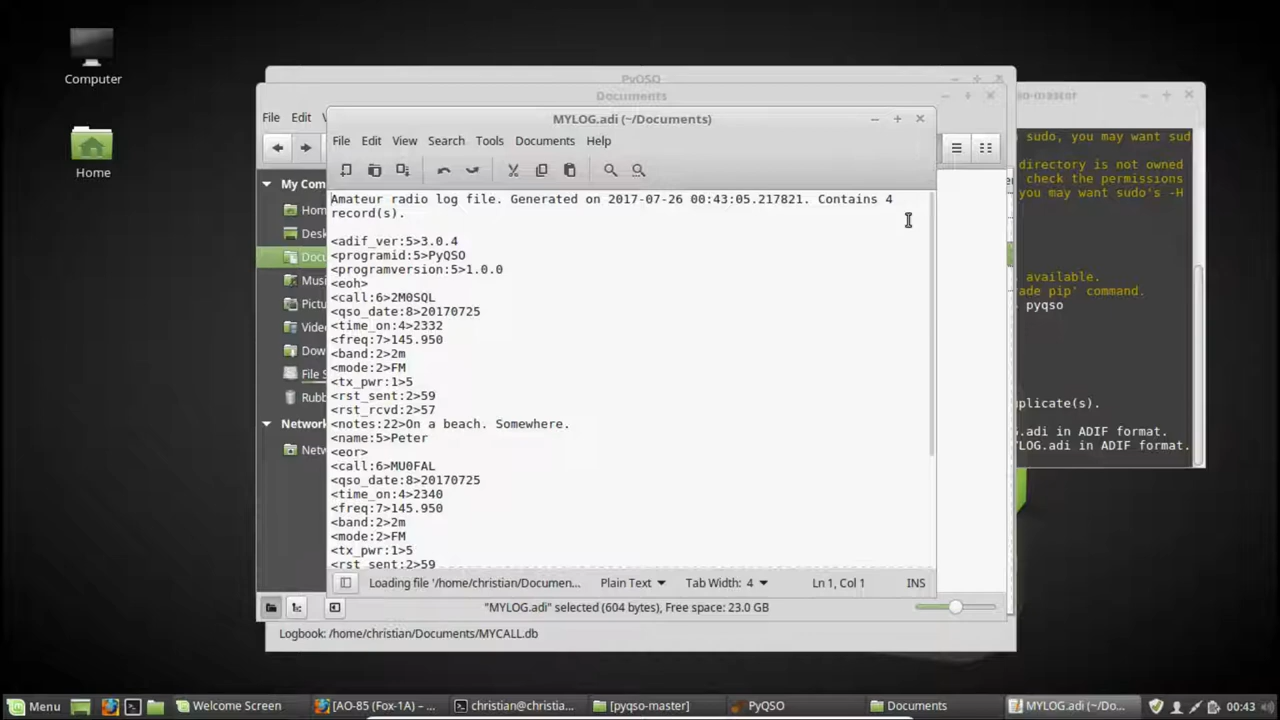 Computer
Home
PyQSO
Documents
File Edit
My Com
Network
MYLOG.adi (~/Documents)
File Edit View Search Tools Documents Help
Amateur radio log file. Generated on 2017-07-26 00:43:05.217821. Contains 4
record(s).
<adif_ver:5>3.0.4
<programid:5>PyQSO
<programversion:5>1.0.0
<eoh>
<call:6>2M0SQL
<qso_date:8>20170725
<time_on:4>2332
<freq:7>145.950
<band:2>2m
<mode:2>FM
<tx_pwr:1>5
<rst_sent:2>59
<rst_rcvd:2>57
<notes:22>On a beach. Somewhere.
<name:5>Peter
<eor>
<call:6>MU0FAL
<qso_date:8>20170725
<time_on:4>2340
<freq:7>145.950
<band:2>2m
<mode:2>FM
<tx_pwr:1>5
<rst_sent:2>59
Loading file '/home/christian/Documen... Plain Text Tab Width: 4 Ln 1, Col 1 INS
"MYLOG.adi" selected (604 bytes), Free space: 23.0 GB
Logbook: /home/christian/Documents/MYCALL.db
so-master
sudo, you may want sud
directory is not owned
check the permissions
you may want sudo's -H
available.
ade pip' command.
pyqso
plicate(s).
G.adi in ADIF format.
YLOG.adi in ADIF format.
Menu Welcome Screen [AO-85 (Fox-1A) – ... christian@christia... [pyqso-master] PyQSO Documents MYLOG.adi (~/Do... 00:43